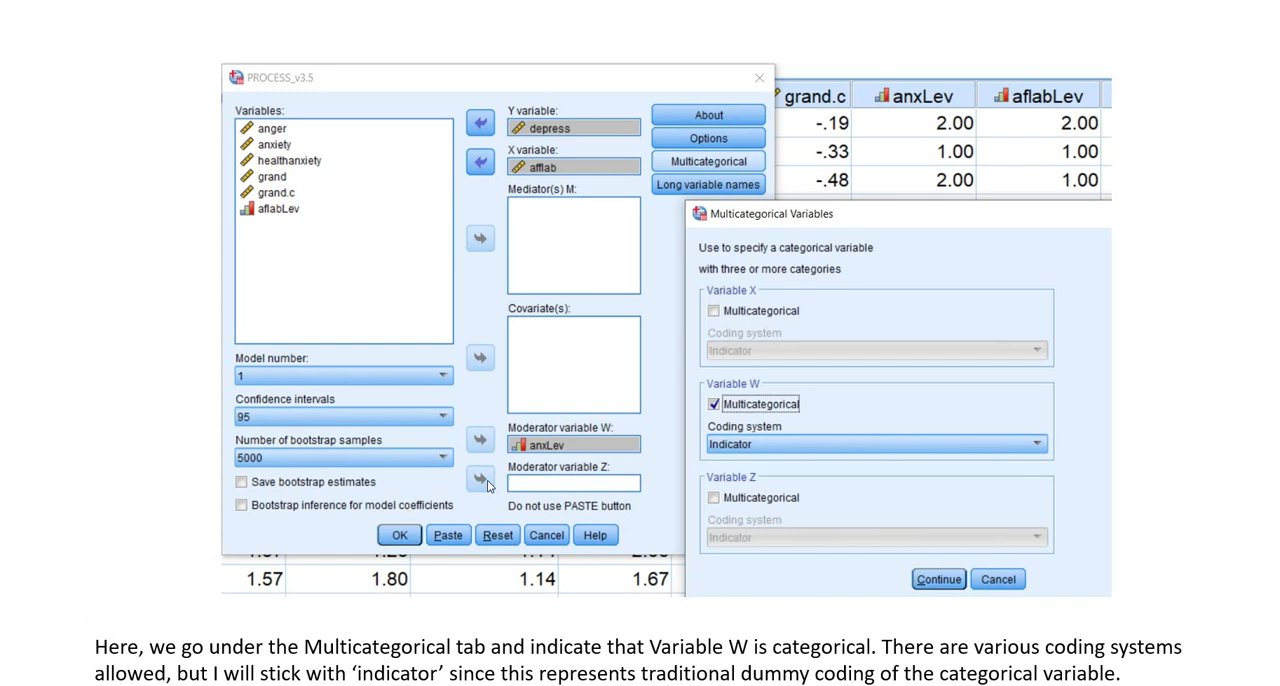 PROCESS_v3.5
Variables:
anger
anxiety
healthanxiety
grand
grand.c
aflabLev
Model number:
1
Confidence intervals
95
Number of bootstrap samples
5000
Save bootstrap estimates
Bootstrap inference for model coefficients
Y variable:
depress
X variable:
afflab
Mediator(s) M:
Covariate(s):
Moderator variable W:
anxLev
Moderator variable Z:
Do not use PASTE button
About
Options
Multicategorical
Long variable names
OK Paste Reset Cancel Help
grand.c anxLev aflabLev
-.19 2.00 2.00
-.33 1.00 1.00
-.48 2.00 1.00
Multicategorical Variables
Use to specify a categorical variable
with three or more categories
Variable X
Multicategorical
Coding system
Indicator
Variable W
Multicategorical
Coding system
Indicator
Variable Z
Multicategorical
Coding system
Indicator
Continue Cancel
1.57 1.80 1.14 1.67
Here, we go under the Multicategorical tab and indicate that Variable W is categorical. There are various coding systems
allowed, but I will stick with ‘indicator’ since this represents traditional dummy coding of the categorical variable.